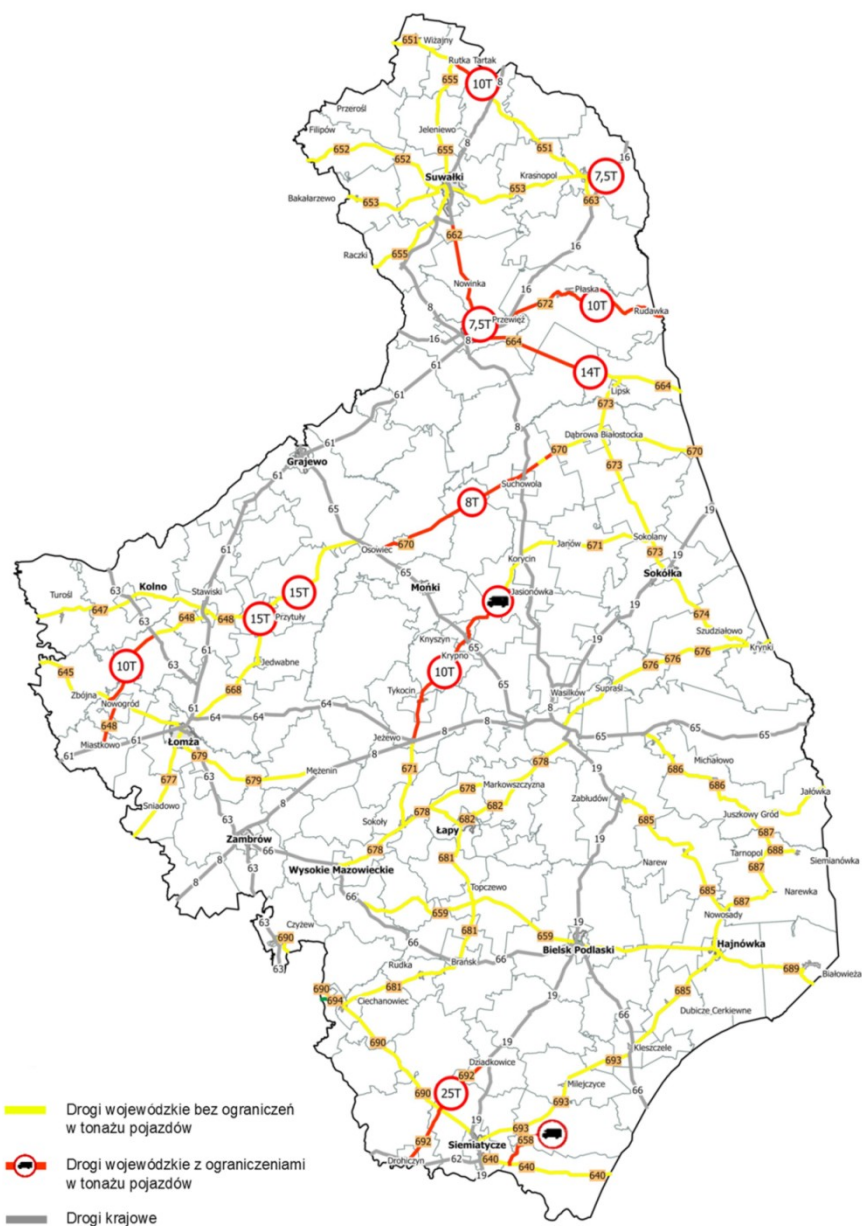 651 Wiżajny
Rutka Tartak
10T
8
655
Przerośl
Jeleniewo
Filipów
652
652
655
8
651
16
Suwałki
Krasnopol
7,5T
653
663
Bakałarzewo
653
662
Raczki
655
16
Nowinka
Płaska
672
10T
8
16
7,5T
Przewięź
Rudawka
16
8
664
61
14T
664
Lipsk
673
61
8
Dąbrowa Białostocka
670
670
Grajewo
673
Suchowola
65
8T
19
61
Osowiec
670
Korycin
Janów
671
Sokolany
673
19
Sokółka
Turośl
Kolno
63
Stawiski
15T
65
Mońki
Jasionówka
647
648
648
15T
Przytuły
674
63
Knyszyn
19
Szudziałowo
61
Krypno
65
Krynki
10T
Jedwabne
10T
676
676
676
645
63
668
Supraśl
Zbójna
Tykocin
Wasilków
Nowogród
65
648
64
64
61
64
8
8
Miastkowo
61
61
Łomża
Jeżewo
8
65
65
679
678
Michałowo
677
679
Mężenin
671
19
686
Śniadowo
63
8
678
Markowszczyzna
686
Jałówka
682
Zabłudów
Sokoły
678
682
Juszkowy Gród
Łapy
685
687
Zambrów
678
19
Tarnopol
688
66
681
Narew
Siemianówka
Wysokie Mazowieckie
687
8
63
Topczewo
Narewka
66
685
687
659
19
Nowosady
63
Czyżew
681
659
690
Bielsk Podlaski
Hajnówka
66
66
63
Rudka
Brańsk
689
Białowieża
690
681
19
685
694
Ciechanowiec
66
Dubicze Cerkiewne
690
19
Kleszczele
Dziadkowice
693
692
Milejczyce
66
25T
690
19
693
693
658
692
Siemiatycze
Drohiczyn
62
640
640
640
19
Drogi wojewódzkie bez ograniczeń
w tonażu pojazdów
Drogi wojewódzkie z ograniczeniami
w tonażu pojazdów
Drogi krajowe